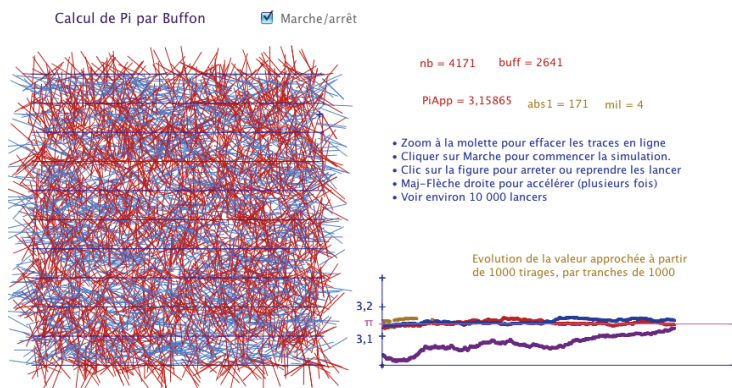 Calcul de Pi par Buffon
Marche/arrêt
nb = 4171 buff = 2641
PiApp = 3,15865 abs1 = 171 mil = 4
• Zoom à la molette pour effacer les traces en ligne
• Cliquer sur Marche pour commencer la simulation.
• Clic sur la figure pour arreter ou reprendre les lancer
• Maj-Flèche droite pour accélérer (plusieurs fois)
• Voir environ 10 000 lancers
Evolution de la valeur approchée à partir
de 1000 tirages, par tranches de 1000
3,2
π
3,1